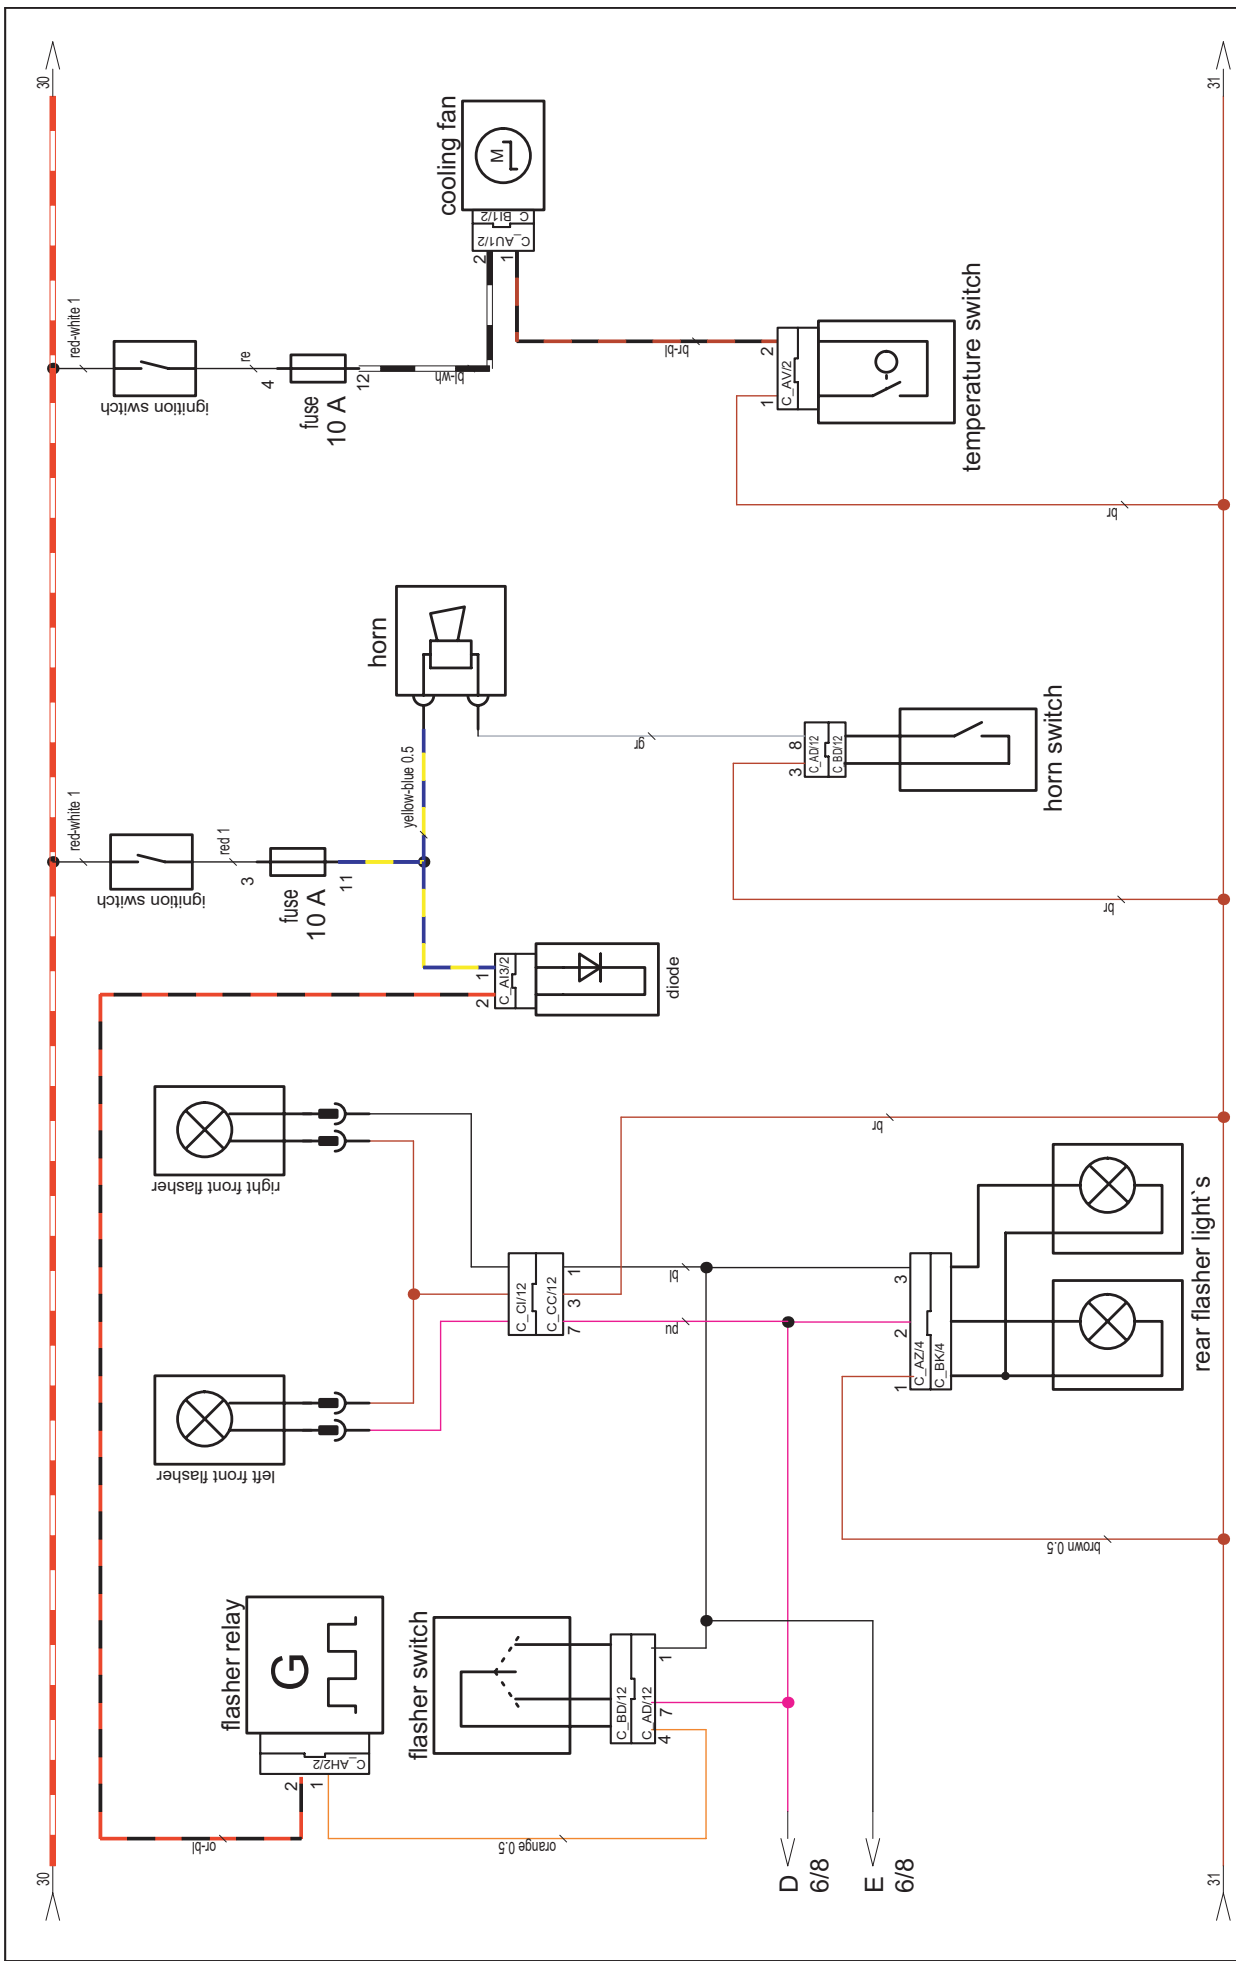 30
30
red-white 1
ignition switch
re
4
fuse
10 A
12
bl-wh
cooling fan
M
C_BI1/2
C_AU1/2
2
1
br-bl
2
1
C_AV/2
temperature switch
br
31
horn
red-white 1
ignition switch
red 1
3
fuse
10 A
11
yellow-blue 0.5
gr
8
3
C_AD/12
C_BD/12
horn switch
br
1
2
C_AI3/2
diode
right front flasher
left front flasher
C_CI/12
C_CC/12
1
3
7
bl
pu
br
3
2
1
C_AZ/4
C_BK/4
rear flasher light`s
brown 0.5
flasher relay
G
C_AH2/2
2
1
or-bl
orange 0.5
flasher switch
C_BD/12
C_AD/12
1
7
4
D
6/8
E
6/8
31